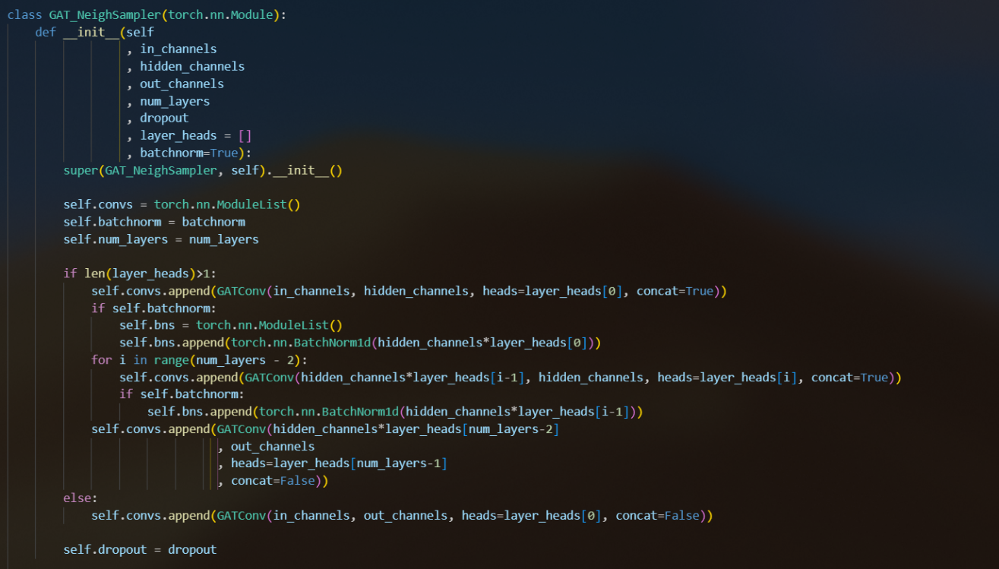 class GAT_NeighSampler(torch.nn.Module):
    def __init__(self
                 , in_channels
                 , hidden_channels
                 , out_channels
                 , num_layers
                 , dropout
                 , layer_heads = []
                 , batchnorm=True):
        super(GAT_NeighSampler, self).__init__()
        self.convs = torch.nn.ModuleList()
        self.batchnorm = batchnorm
        self.num_layers = num_layers
        if len(layer_heads)>1:
            self.convs.append(GATConv(in_channels, hidden_channels, heads=layer_heads[0], concat=True))
            if self.batchnorm:
                self.bns = torch.nn.ModuleList()
                self.bns.append(torch.nn.BatchNorm1d(hidden_channels*layer_heads[0]))
            for i in range(num_layers - 2):
                self.convs.append(GATConv(hidden_channels*layer_heads[i-1], hidden_channels, heads=layer_heads[i], concat=True))
                if self.batchnorm:
                    self.bns.append(torch.nn.BatchNorm1d(hidden_channels*layer_heads[i-1]))
            self.convs.append(GATConv(hidden_channels*layer_heads[num_layers-2]
                              , out_channels
                              , heads=layer_heads[num_layers-1]
                              , concat=False))
        else:
            self.convs.append(GATConv(in_channels, out_channels, heads=layer_heads[0], concat=False))
        self.dropout = dropout